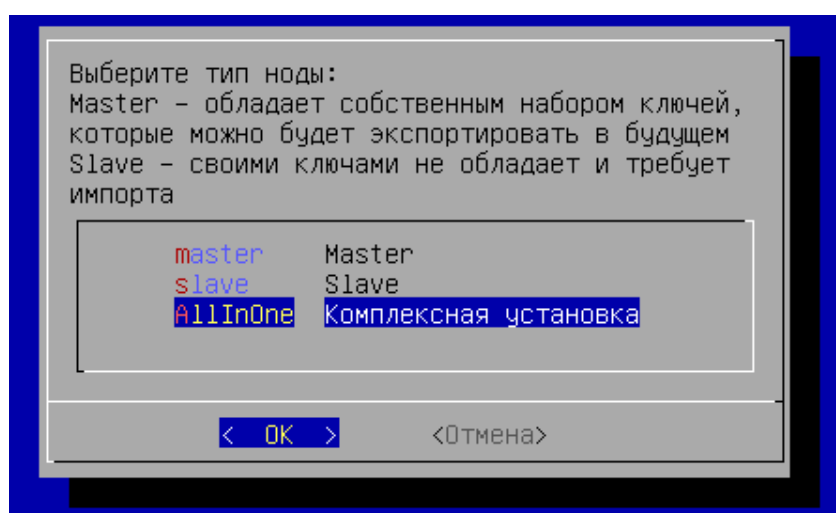 Выберите тип ноды:
Master – обладает собственным набором ключей,
которые можно будет экспортировать в будущем
Slave – своими ключами не обладает и требует
импорта
master Master
slave Slave
AllInOne Комплексная установка
< OK > <Отмена>